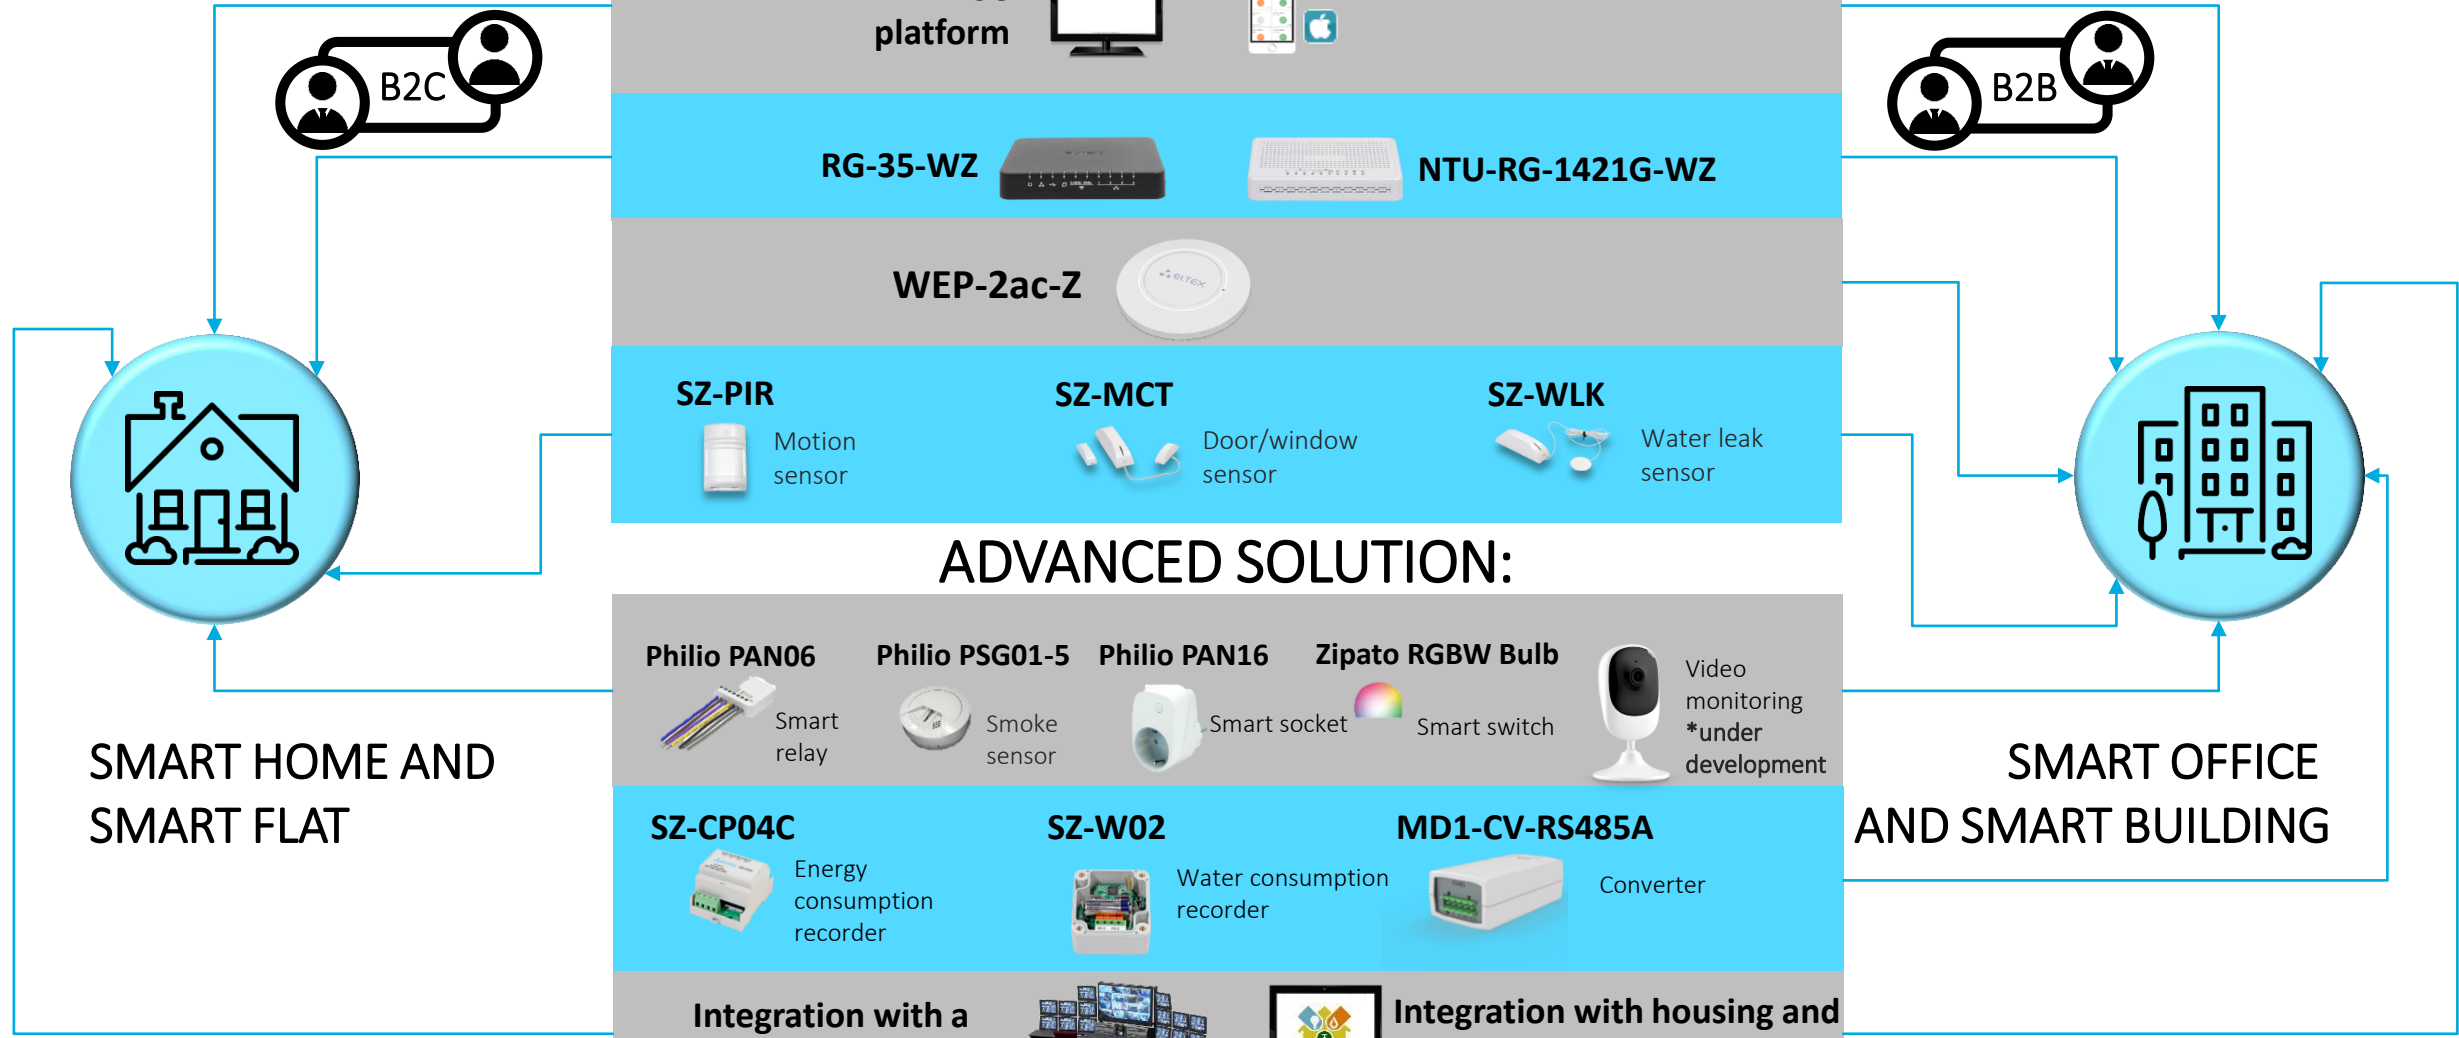 platform
B2C
B2B
RG-35-WZ
NTU-RG-1421G-WZ
WEP-2ac-Z
ELTEX
SZ-PIR
Motion
sensor
SZ-MCT
Door/window
sensor
SZ-WLK
Water leak
sensor
ADVANCED SOLUTION:
Philio PAN06
Smart
relay
Philio PSG01-5
Smoke
sensor
Philio PAN16
Smart socket
Zipato RGBW Bulb
Smart switch
Video
monitoring
*under
development
SMART HOME AND
SMART FLAT
SMART OFFICE
AND SMART BUILDING
SZ-CP04C
Energy
consumption
recorder
SZ-W02
Water consumption
recorder
MD1-CV-RS485A
Converter
Integration with a
Integration with housing and